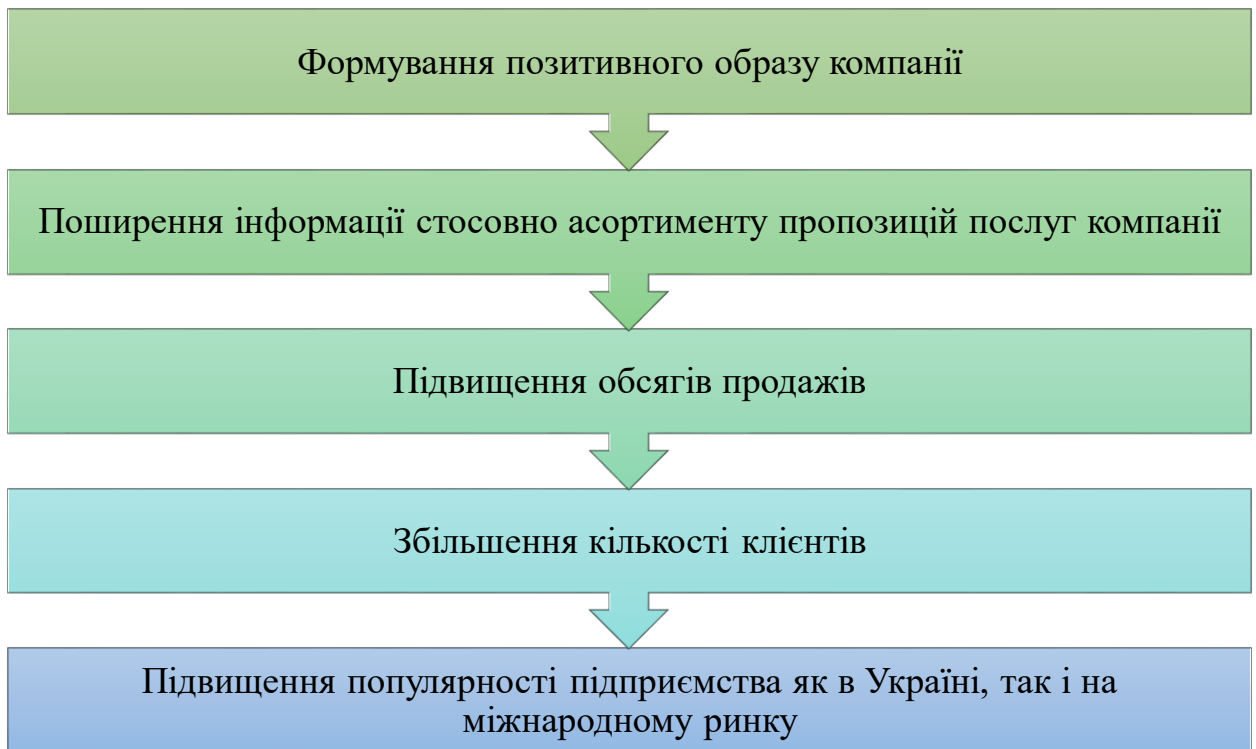 Формування позитивного образу компанії
Поширення інформації стосовно асортименту пропозицій послуг компанії
Підвищення обсягів продажів
Збільшення кількості клієнтів
Підвищення популярності підприємства як в Україні, так і на
міжнародному ринку